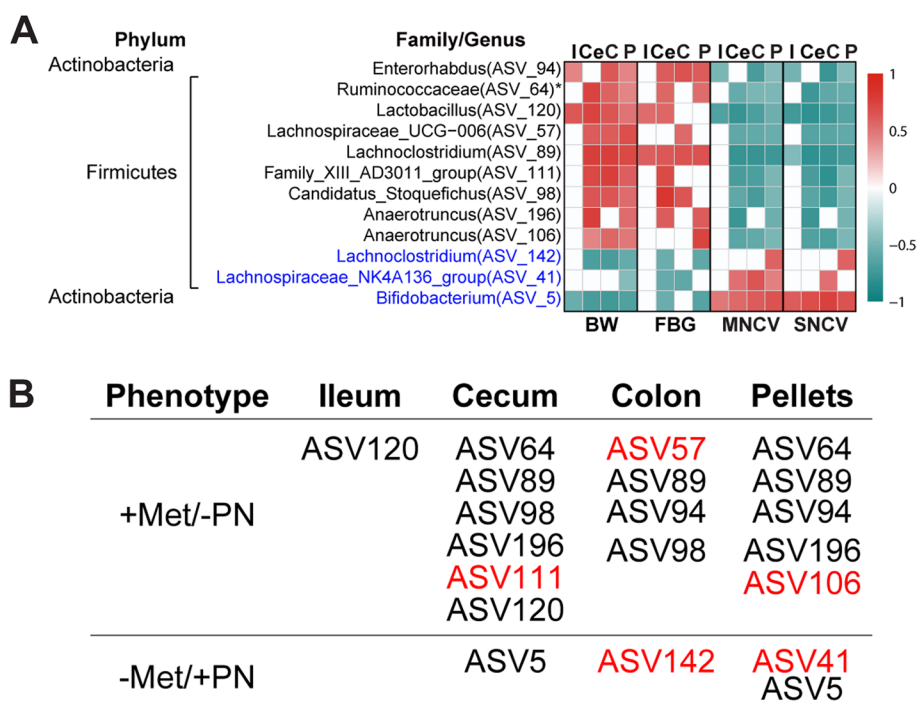 A
Phylum
Family/Genus
I Ce C P I Ce C P I Ce C P I Ce C P
1
0.5
0
−0.5
−1
Actinobacteria
Enterorhabdus(ASV_94)
Ruminococcaceae(ASV_64)*
Lactobacillus(ASV_120)
Lachnospiraceae_UCG−006(ASV_57)
Lachnoclostridium(ASV_89)
Firmicutes
Family_XIII_AD3011_group(ASV_111)
Candidatus_Stoquefichus(ASV_98)
Anaerotruncus(ASV_196)
Anaerotruncus(ASV_106)
Lachnoclostridium(ASV_142)
Lachnospiraceae_NK4A136_group(ASV_41)
Actinobacteria
Bifidobacterium(ASV_5)
BW FBG MNCV SNCV
B
Phenotype Ileum Cecum Colon Pellets
ASV120 ASV64 ASV57 ASV64
ASV89 ASV89 ASV89
+Met/-PN ASV98 ASV94 ASV94
ASV196 ASV98 ASV196
ASV111 ASV106
ASV120
-Met/+PN ASV5 ASV142 ASV41
ASV5